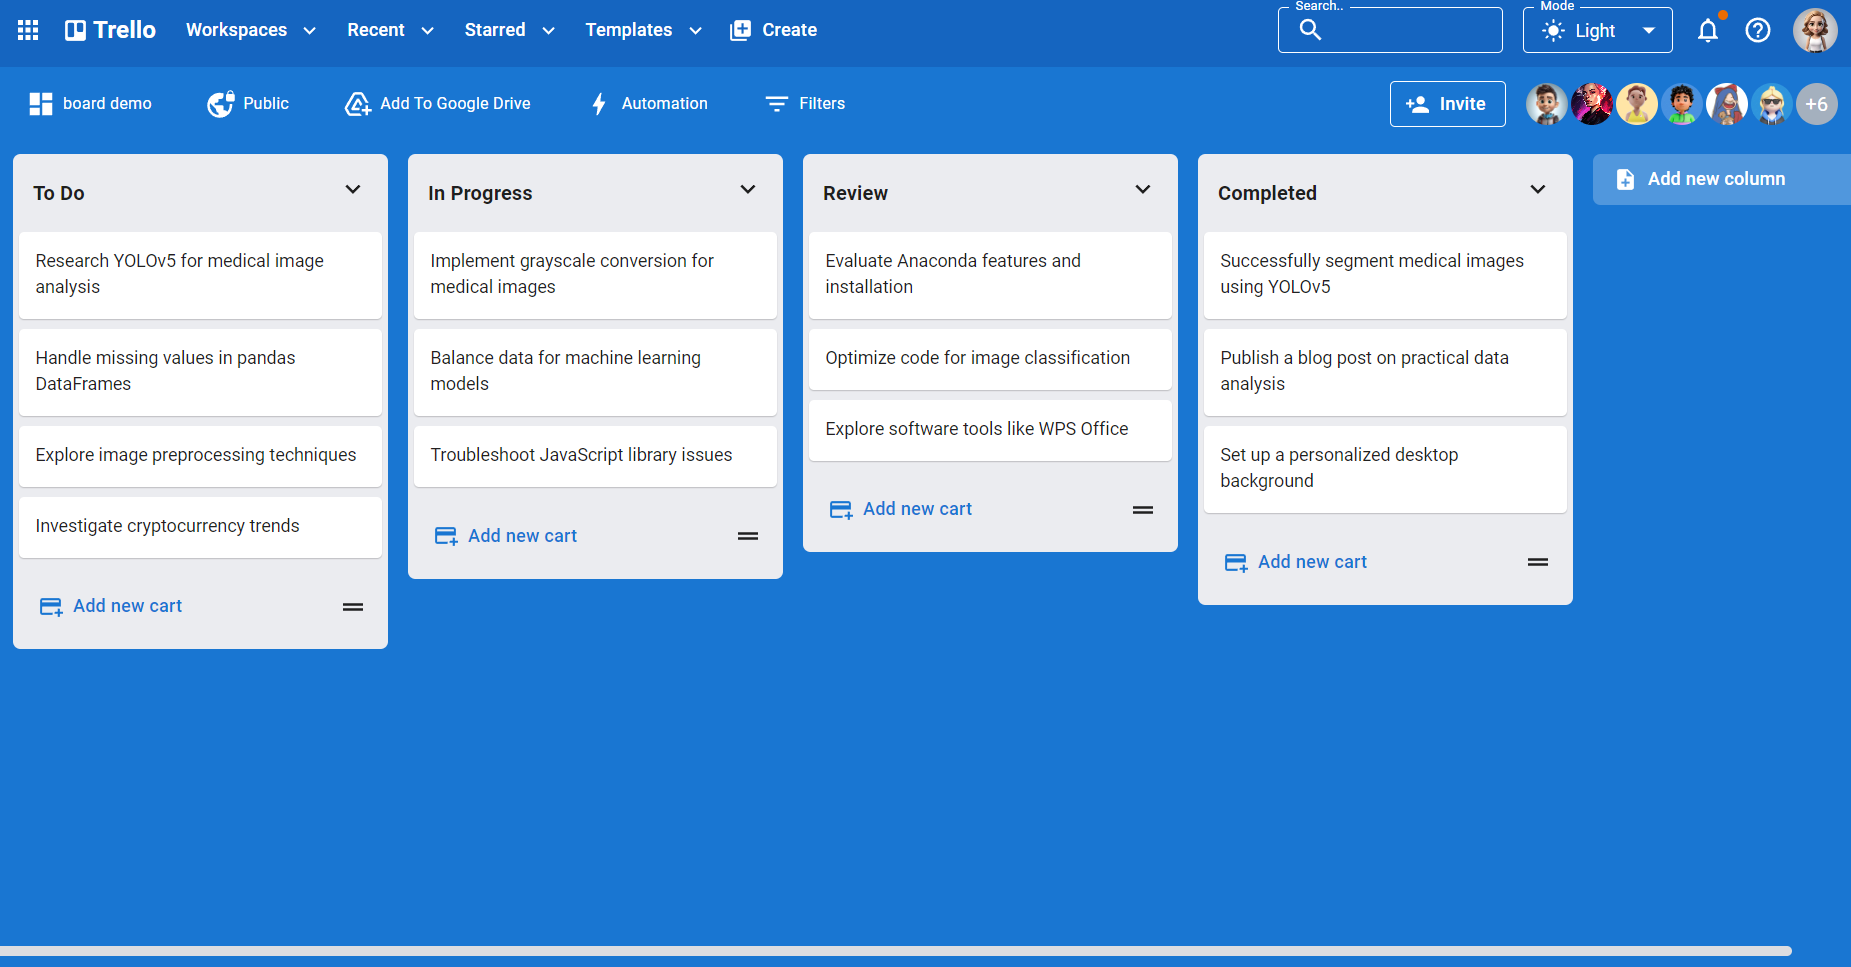 Trello Workspaces Recent Starred Templates Create Search.. Mode Light
board demo Public Add To Google Drive Automation Filters Invite +6
To Do
Research YOLOv5 for medical image
analysis
Handle missing values in pandas
DataFrames
Explore image preprocessing techniques
Investigate cryptocurrency trends
Add new cart
In Progress
Implement grayscale conversion for
medical images
Balance data for machine learning
models
Troubleshoot JavaScript library issues
Add new cart
Review
Evaluate Anaconda features and
installation
Optimize code for image classification
Explore software tools like WPS Office
Add new cart
Completed
Successfully segment medical images
using YOLOv5
Publish a blog post on practical data
analysis
Set up a personalized desktop
background
Add new cart
Add new column